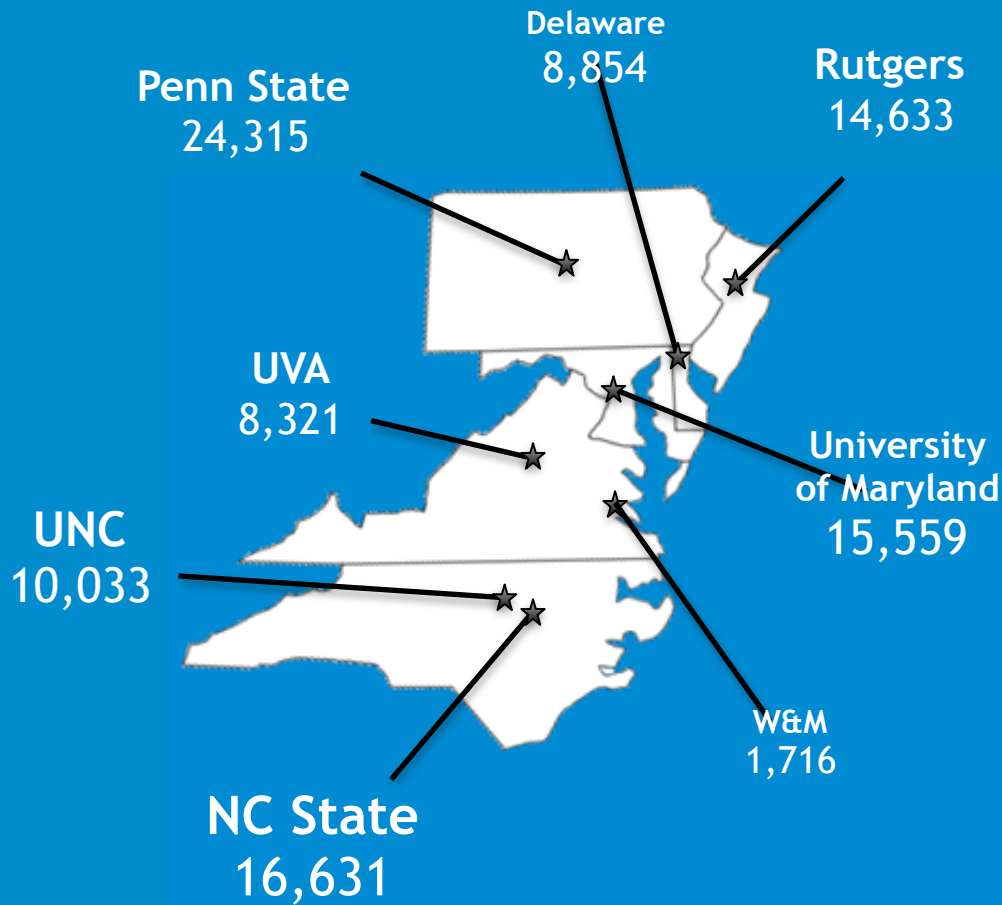 Delaware
8,854
Penn State
24,315
Rutgers
14,633
UVA
8,321
University
of Maryland
15,559
UNC
10,033
W&M
1,716
NC State
16,631